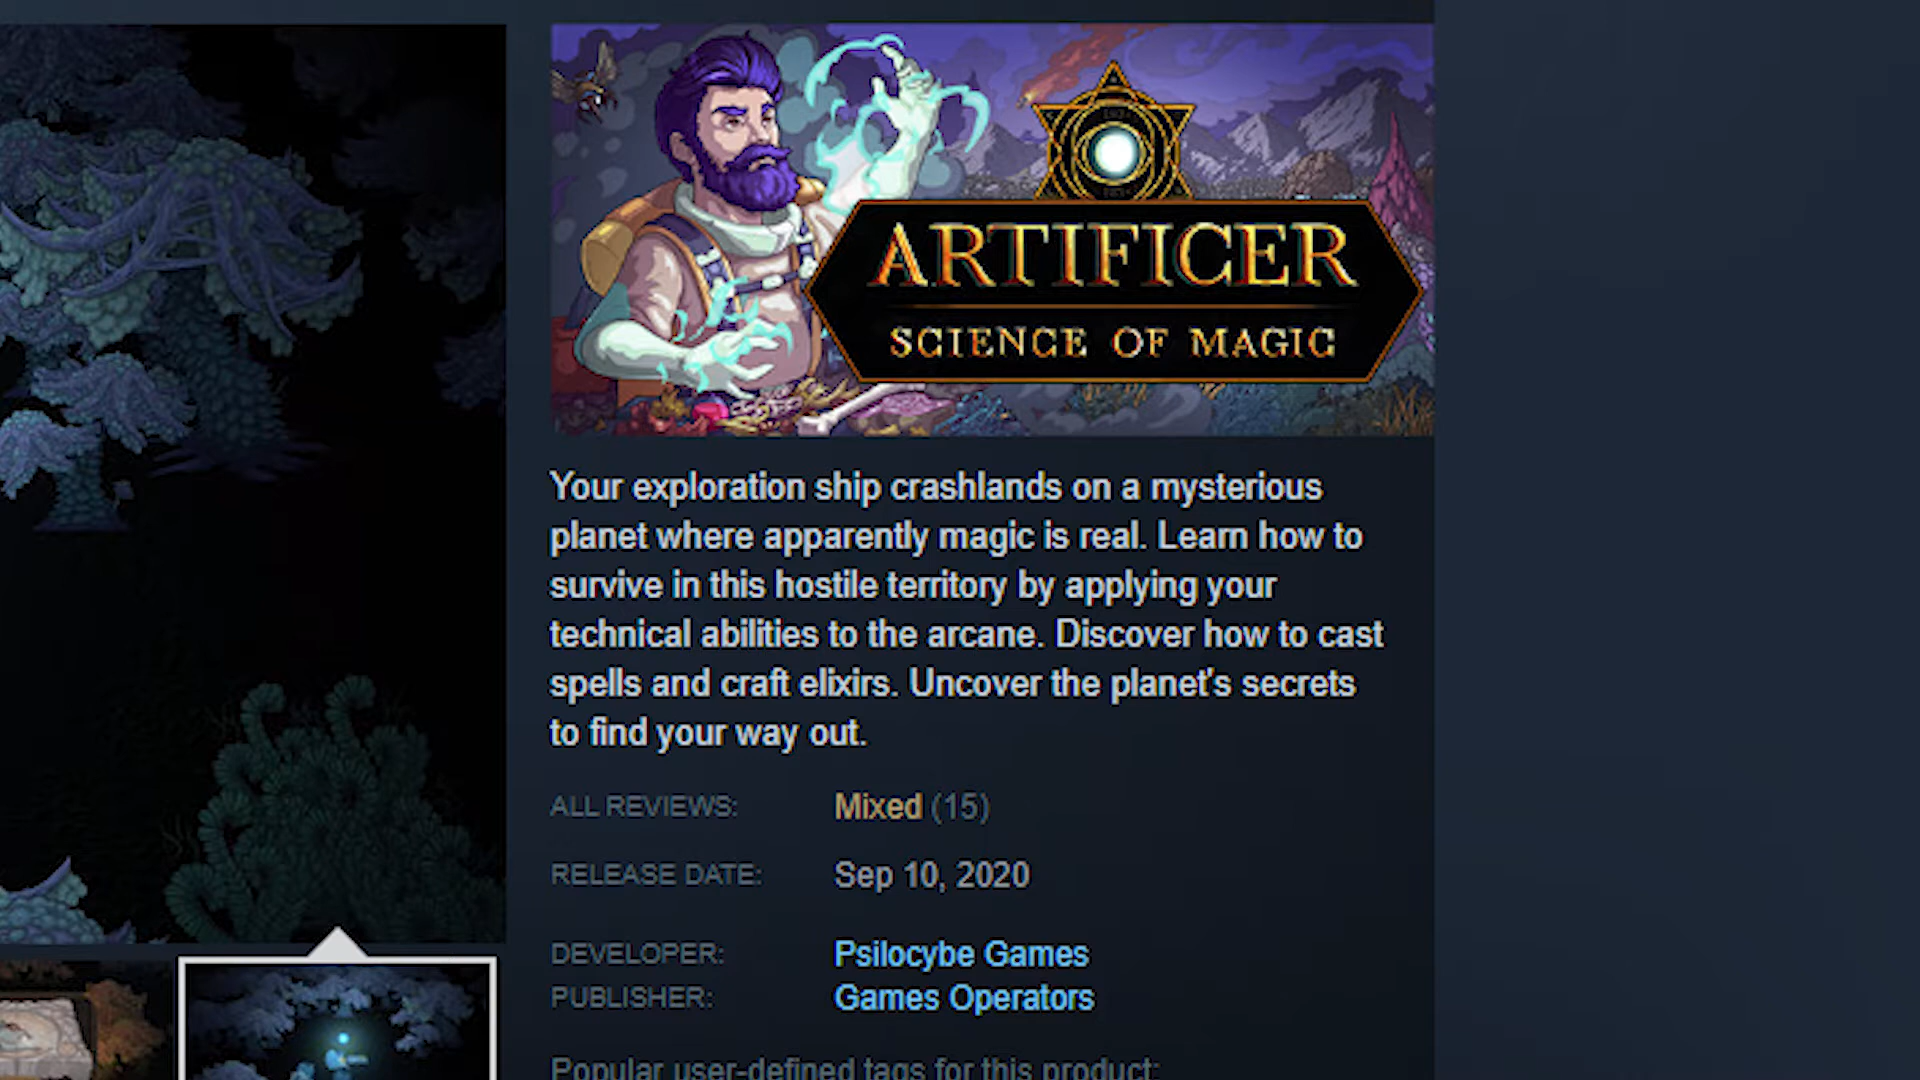 ARTIFICER
SCIENCE OF MAGIC
Your exploration ship crashlands on a mysterious
planet where apparently magic is real. Learn how to
survive in this hostile territory by applying your
technical abilities to the arcane. Discover how to cast
spells and craft elixirs. Uncover the planet's secrets
to find your way out.
ALL REVIEWS: Mixed (15)
RELEASE DATE: Sep 10, 2020
DEVELOPER: Psilocybe Games
PUBLISHER: Games Operators
Popular user-defined tags for this product: